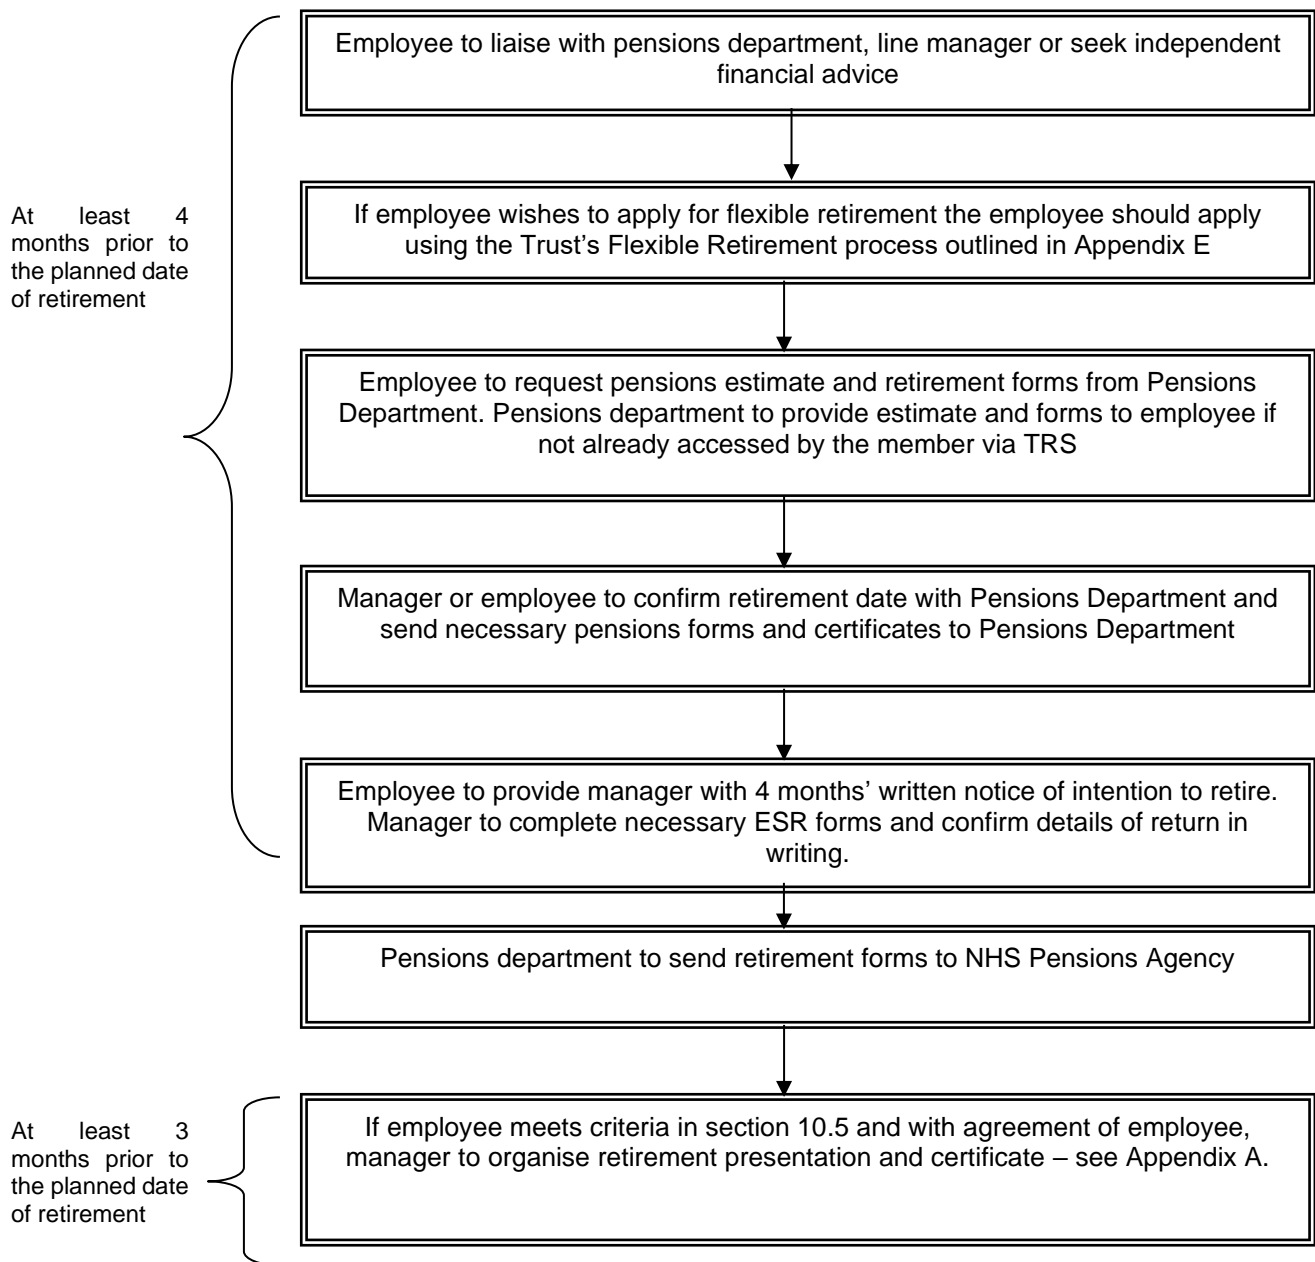 Employee to liaise with pensions department, line manager or seek independent
financial advice
At least 4
months prior to
the planned date
of retirement
If employee wishes to apply for flexible retirement the employee should apply
using the Trust’s Flexible Retirement process outlined in Appendix E
Employee to request pensions estimate and retirement forms from Pensions
Department. Pensions department to provide estimate and forms to employee if
not already accessed by the member via TRS
Manager or employee to confirm retirement date with Pensions Department and
send necessary pensions forms and certificates to Pensions Department
Employee to provide manager with 4 months’ written notice of intention to retire.
Manager to complete necessary ESR forms and confirm details of return in
writing.
Pensions department to send retirement forms to NHS Pensions Agency
At least 3
months prior to
the planned date
of retirement
If employee meets criteria in section 10.5 and with agreement of employee,
manager to organise retirement presentation and certificate – see Appendix A.